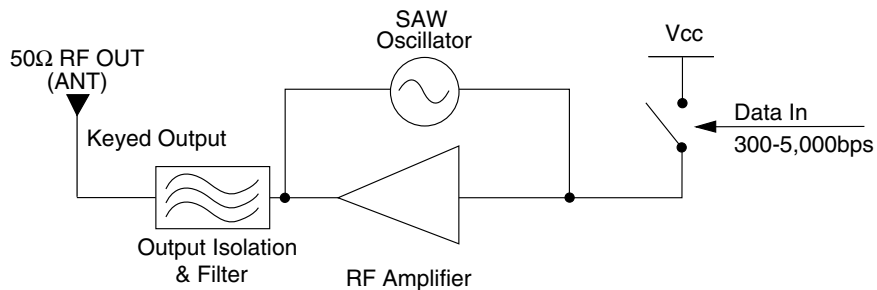 SAW
Oscillator
Vcc
50Ω RF OUT
(ANT)
Data In
300-5,000bps
Keyed Output
Output Isolation
& Filter
RF Amplifier